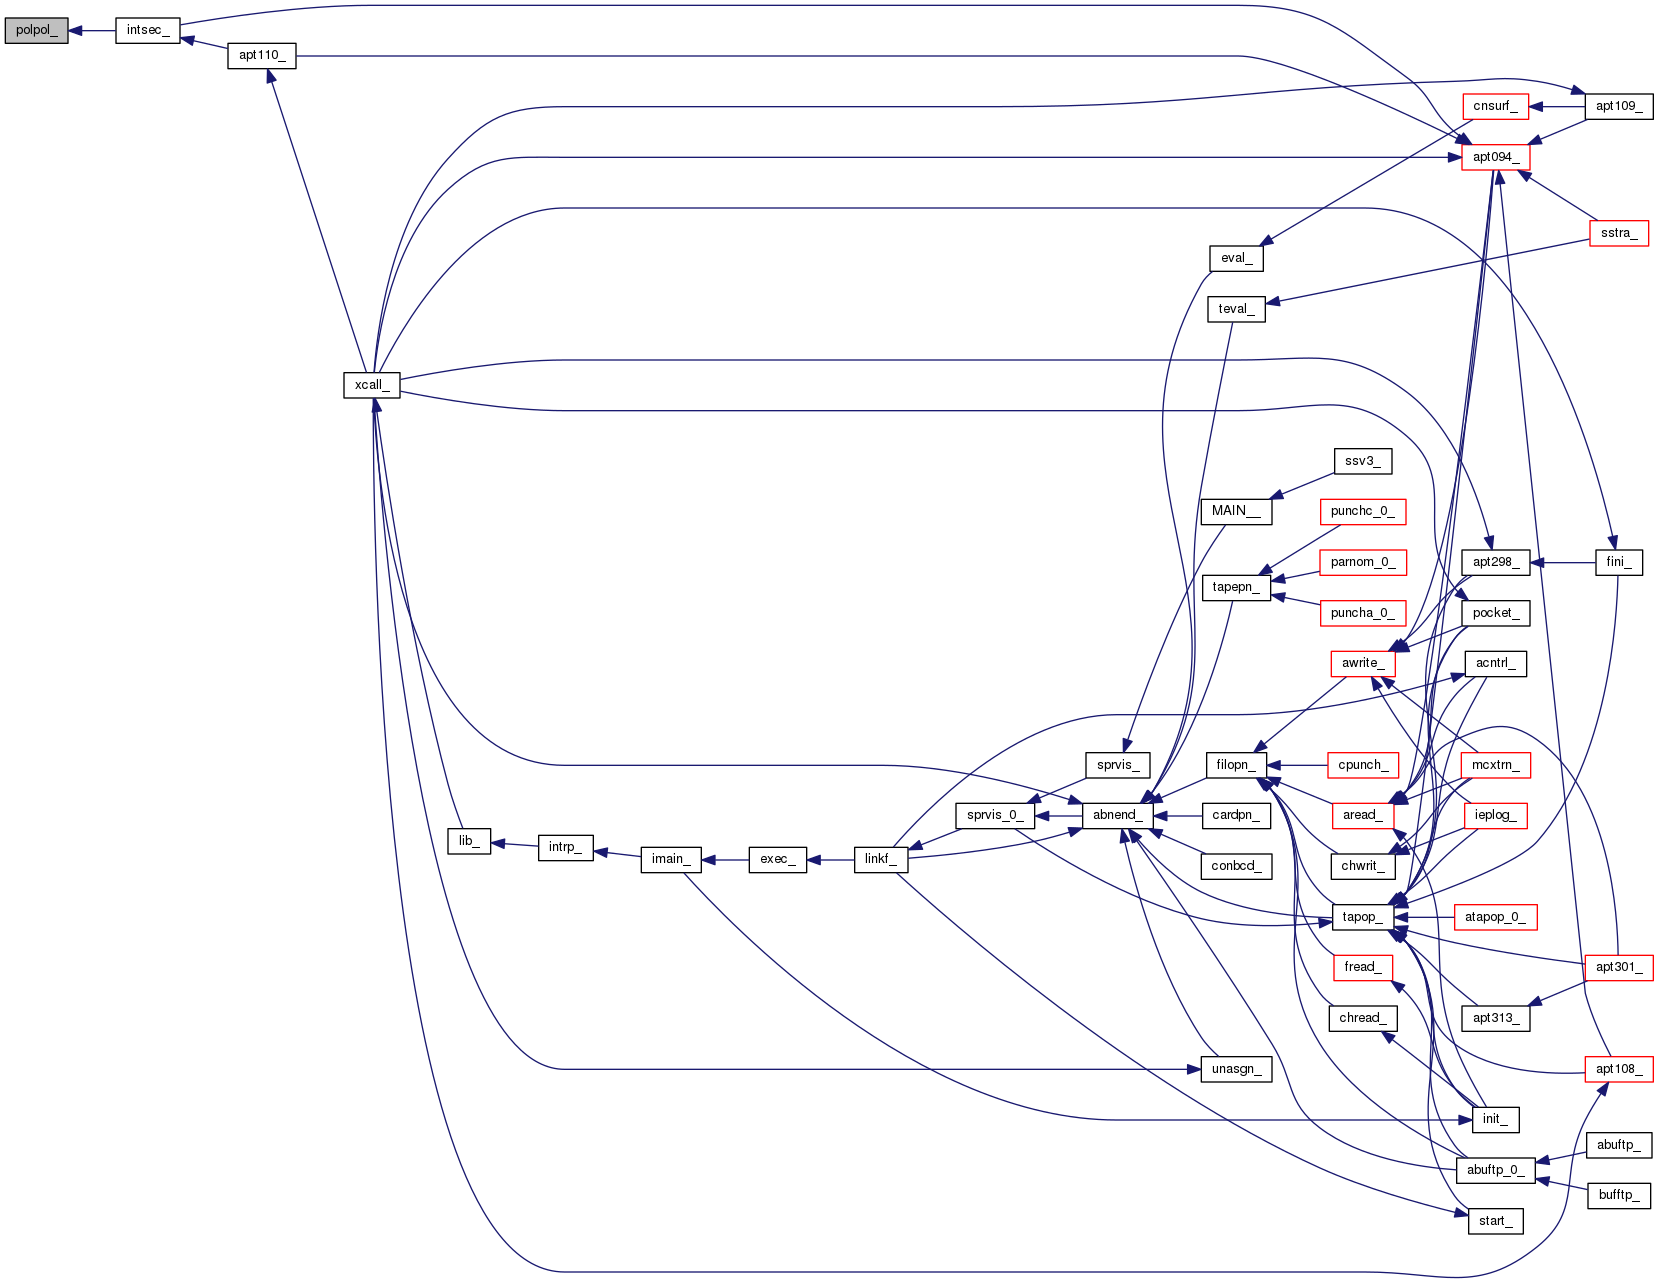 polpol_
intsec_
apt110_
cnsurf_
apt109_
apt094_
sstra_
eval_
teval_
xcall_
ssv3_
MAIN__
punchc_0_
apt298_
fini_
parnom_0_
tapepn_
puncha_0_
pocket_
awrite_
acntrl_
sprvis_
filopn_
cpunch_
mcxtrn_
sprvis_0_
abnend_
cardpn_
aread_
ieplog_
lib_
intrp_
imain_
exec_
linkf_
conbcd_
chwrit_
tapop_
atapop_0_
fread_
apt301_
chread_
apt313_
unasgn_
apt108_
init_
abuftp_
abuftp_0_
bufftp_
start_